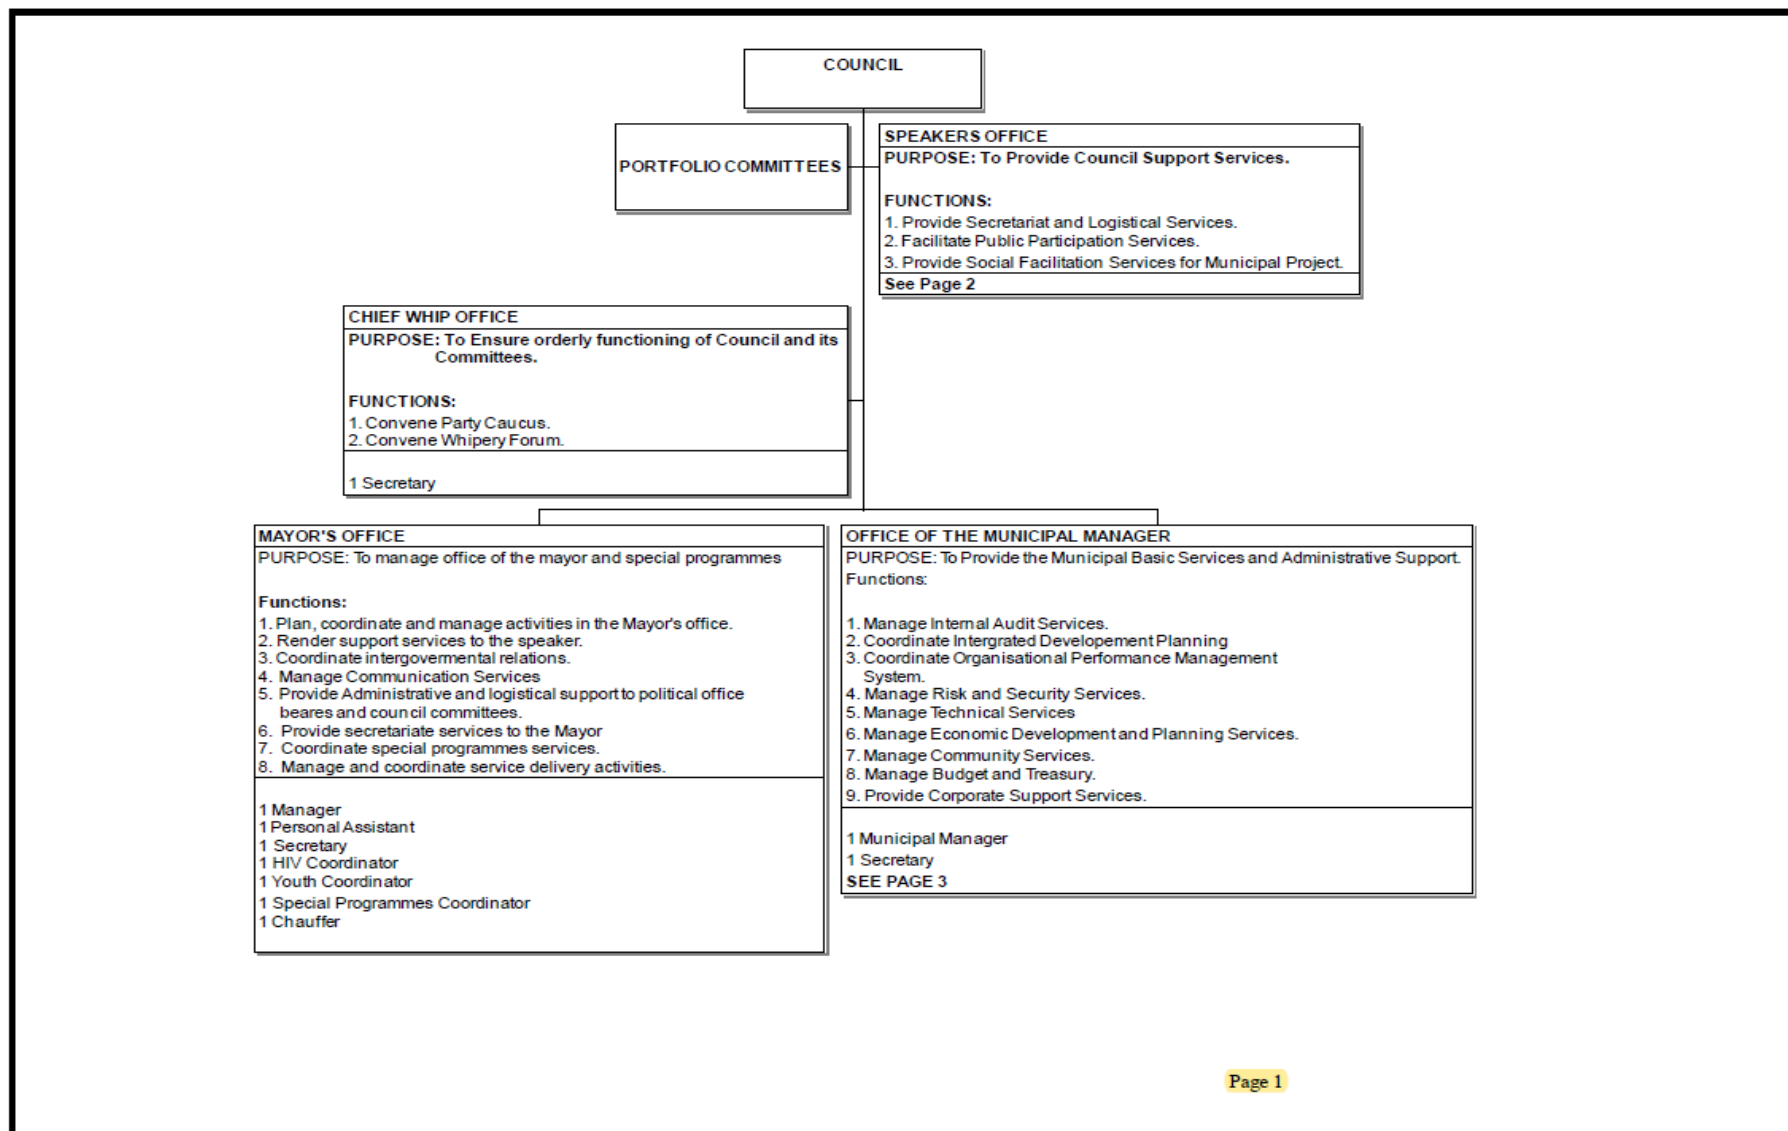 COUNCIL
PORTFOLIO COMMITTEES
SPEAKERS OFFICE
PURPOSE: To Provide Council Support Services.
FUNCTIONS:
1. Provide Secretariat and Logistical Services.
2. Facilitate Public Participation Services.
3. Provide Social Facilitation Services for Municipal Project.
See Page 2
CHIEF WHIP OFFICE
PURPOSE: To Ensure orderly functioning of Council and its
Committees.
FUNCTIONS:
1. Convene Party Caucus.
2. Convene Whipery Forum.
1 Secretary
MAYOR'S OFFICE
PURPOSE: To manage office of the mayor and special programmes
Functions:
1. Plan, coordinate and manage activities in the Mayor's office.
2. Render support services to the speaker.
3. Coordinate intergovermental relations.
4. Manage Communication Services
5. Provide Administrative and logistical support to political office
beares and council committees.
6. Provide secretariate services to the Mayor
7. Coordinate special programmes services.
8. Manage and coordinate service delivery activities.
1 Manager
1 Personal Assistant
1 Secretary
1 HIV Coordinator
1 Youth Coordinator
1 Special Programmes Coordinator
1 Chauffer
OFFICE OF THE MUNICIPAL MANAGER
PURPOSE: To Provide the Municipal Basic Services and Administrative Support.
Functions:
1. Manage Internal Audit Services.
2. Coordinate Intergrated Developement Planning
3. Coordinate Organisational Performance Management
System.
4. Manage Risk and Security Services.
5. Manage Technical Services
6. Manage Economic Development and Planning Services.
7. Manage Community Services.
8. Manage Budget and Treasury.
9. Provide Corporate Support Services.
1 Municipal Manager
1 Secretary
SEE PAGE 3
Page 1